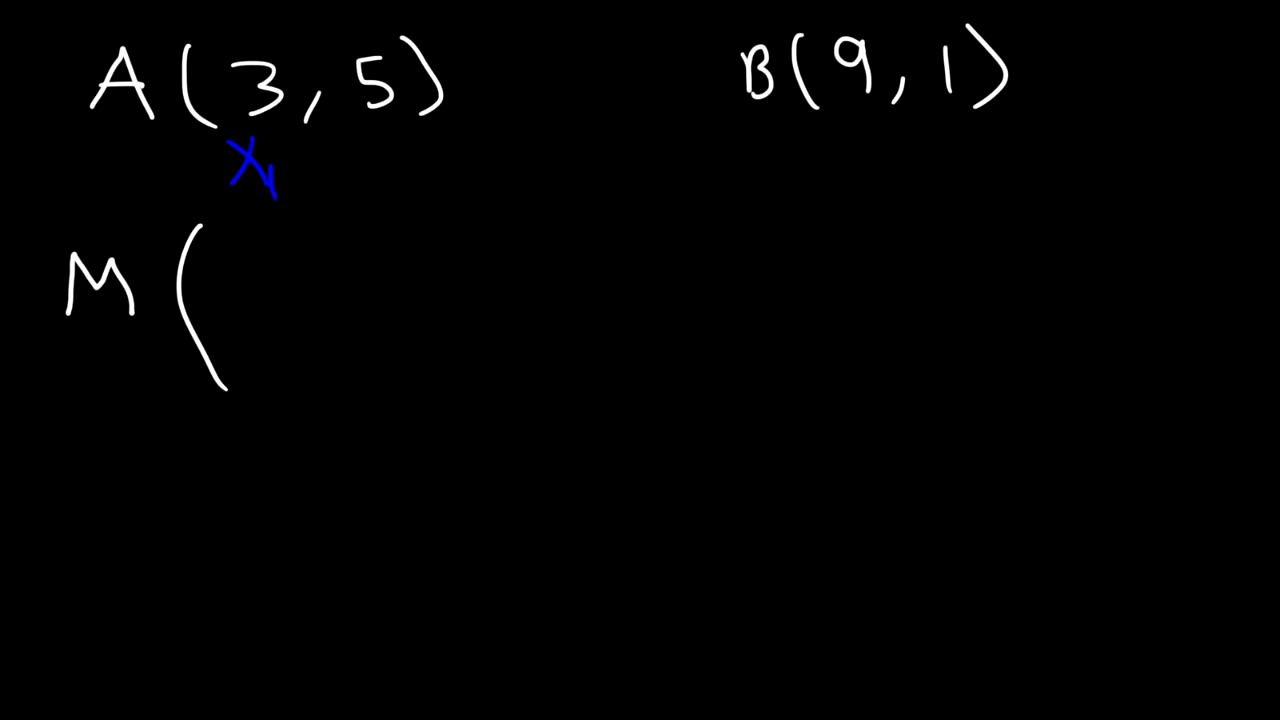 A(3,5) B(9,1)
x₁
M(